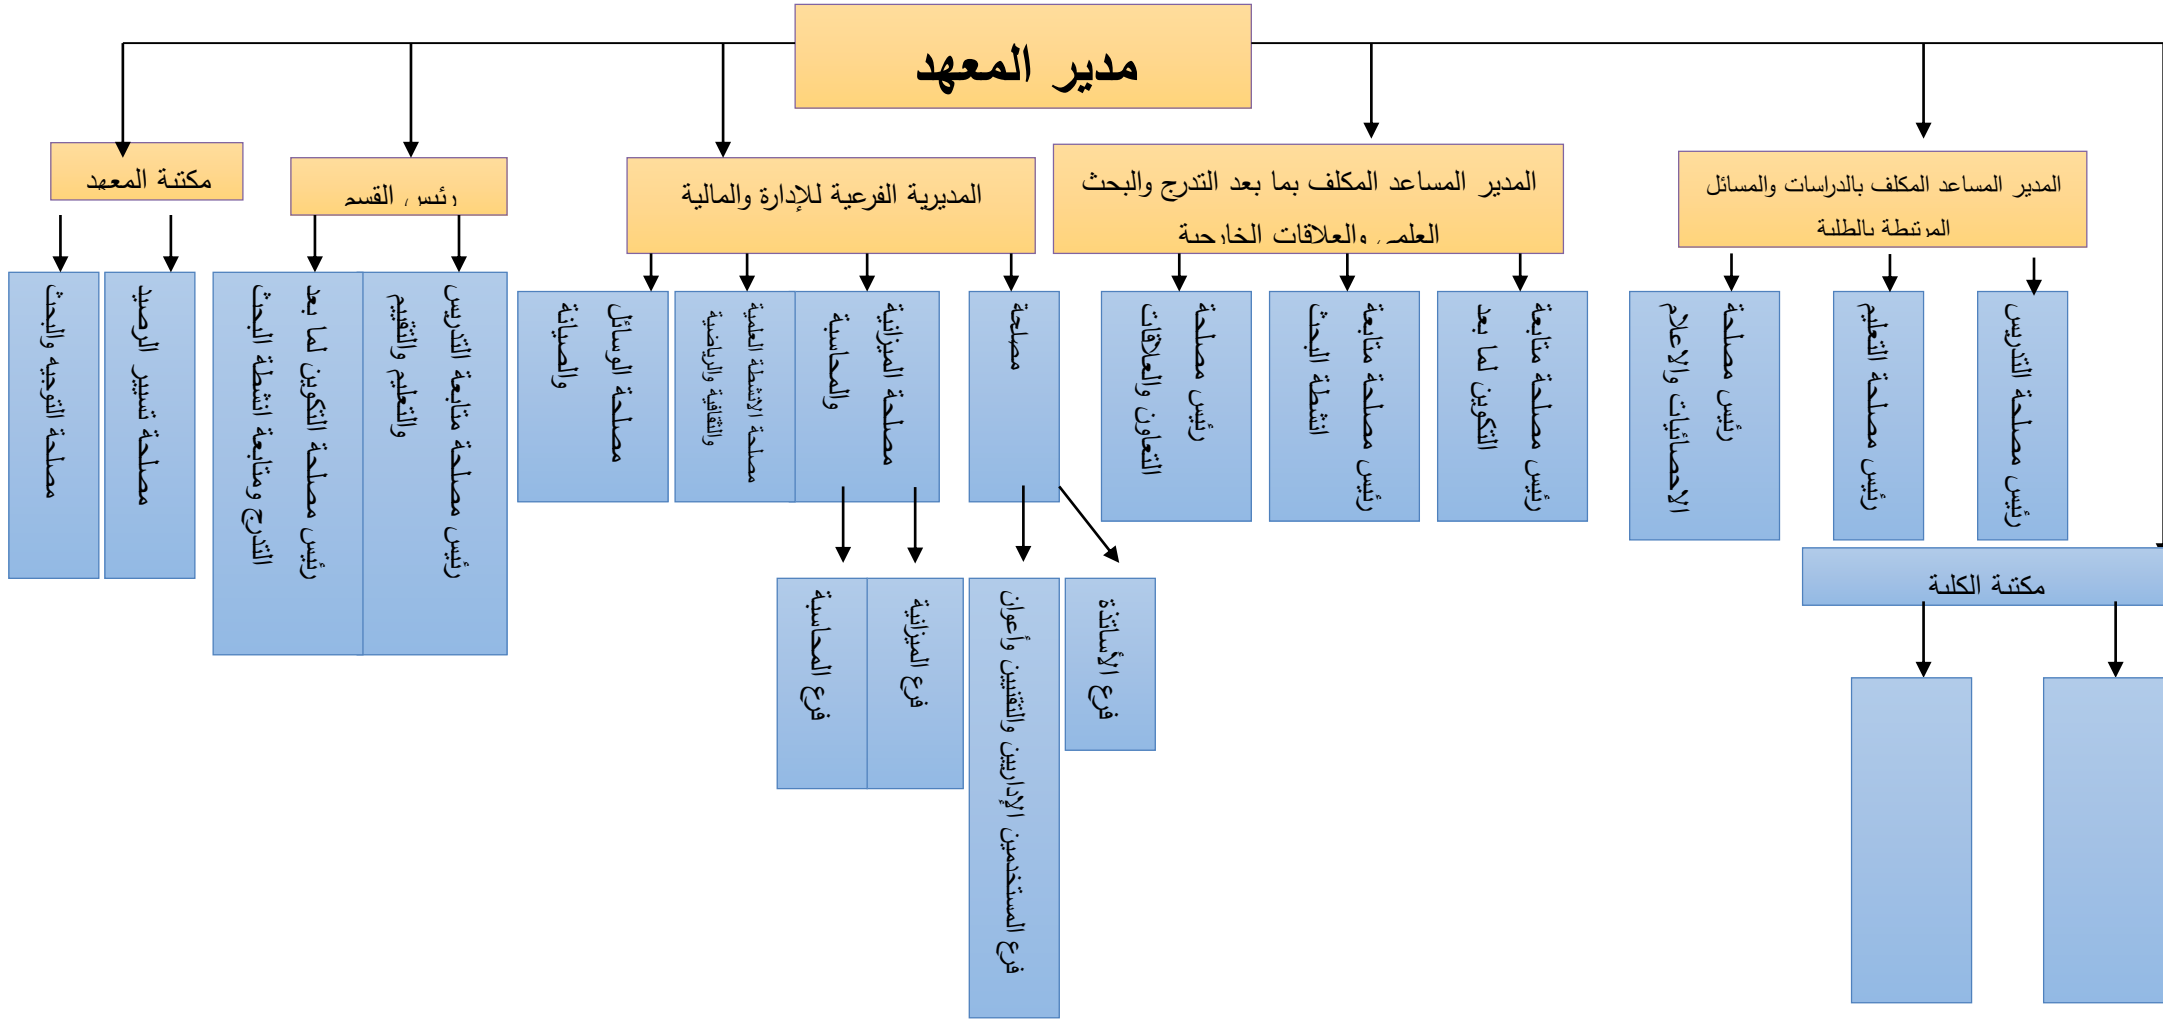 مدير المعهد
المدير المساعد المكلف بالدراسات والمسائل
المرتبطة بالطلبة
المدير المساعد المكلف بما بعد التدرج والبحث
العلمي والعلاقات الخارجية
المديرية الفرعية للإدارة والمالية
رئيس القسم
مكتبة المعهد
رئيس مصلحة التدريس
رئيس مصلحة التعليم
رئيس مصلحة
الاحصائيات والاعلام
رئيس مصلحة متابعة
التكوين لما بعد
رئيس مصلحة متابعة
انشطة البحث
رئيس مصلحة
التعاون والعلاقات
مصلحة
مصلحة الميزانية
والمحاسبة
مصلحة الانشطة العلمية
والثقافية والرياضية
مصلحة الوسائل
والصيانة
رئيس مصلحة متابعة التدريس
والتعليم والتقييم
رئيس مصلحة التكوين لما بعد
التدرج ومتابعة انشطة البحث
مصلحة تسيير الرصيد
مصلحة التوجيه والبحث
مكتبة الكلية
فرع الأساتذة
فرع المستخدمين الإداريين والتقنيين وأعوان
فرع الميزانية
فرع المحاسبة